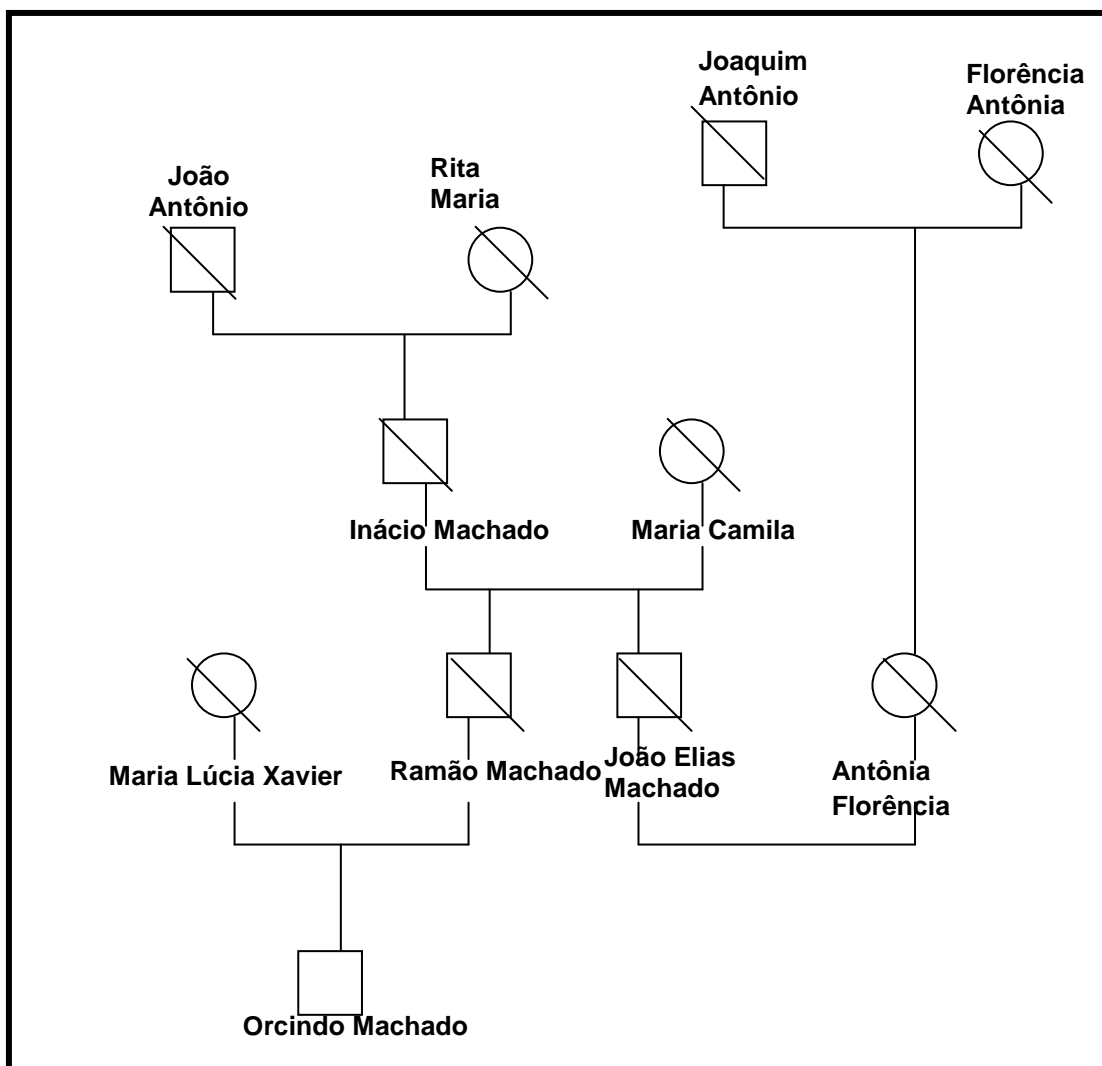 Joaquim
Antônio
Florência
Antônia
João
Antônio
Rita
Maria
Inácio Machado
Maria Camila
Maria Lúcia Xavier
Ramão Machado
João Elias
Machado
Antônia
Florência
Orcindo Machado